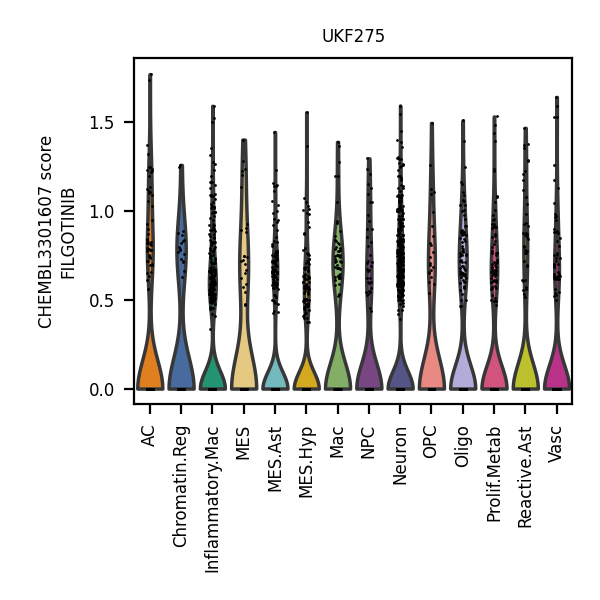 UKF275
CHEMBL3301607 score
FILGOTINIB
1.5
1.0
0.5
0.0
AC
Chromatin.Reg
Inflammatory.Mac
MES
MES.Ast
MES.Hyp
Mac
NPC
Neuron
OPC
Oligo
Prolif.Metab
Reactive.Ast
Vasc